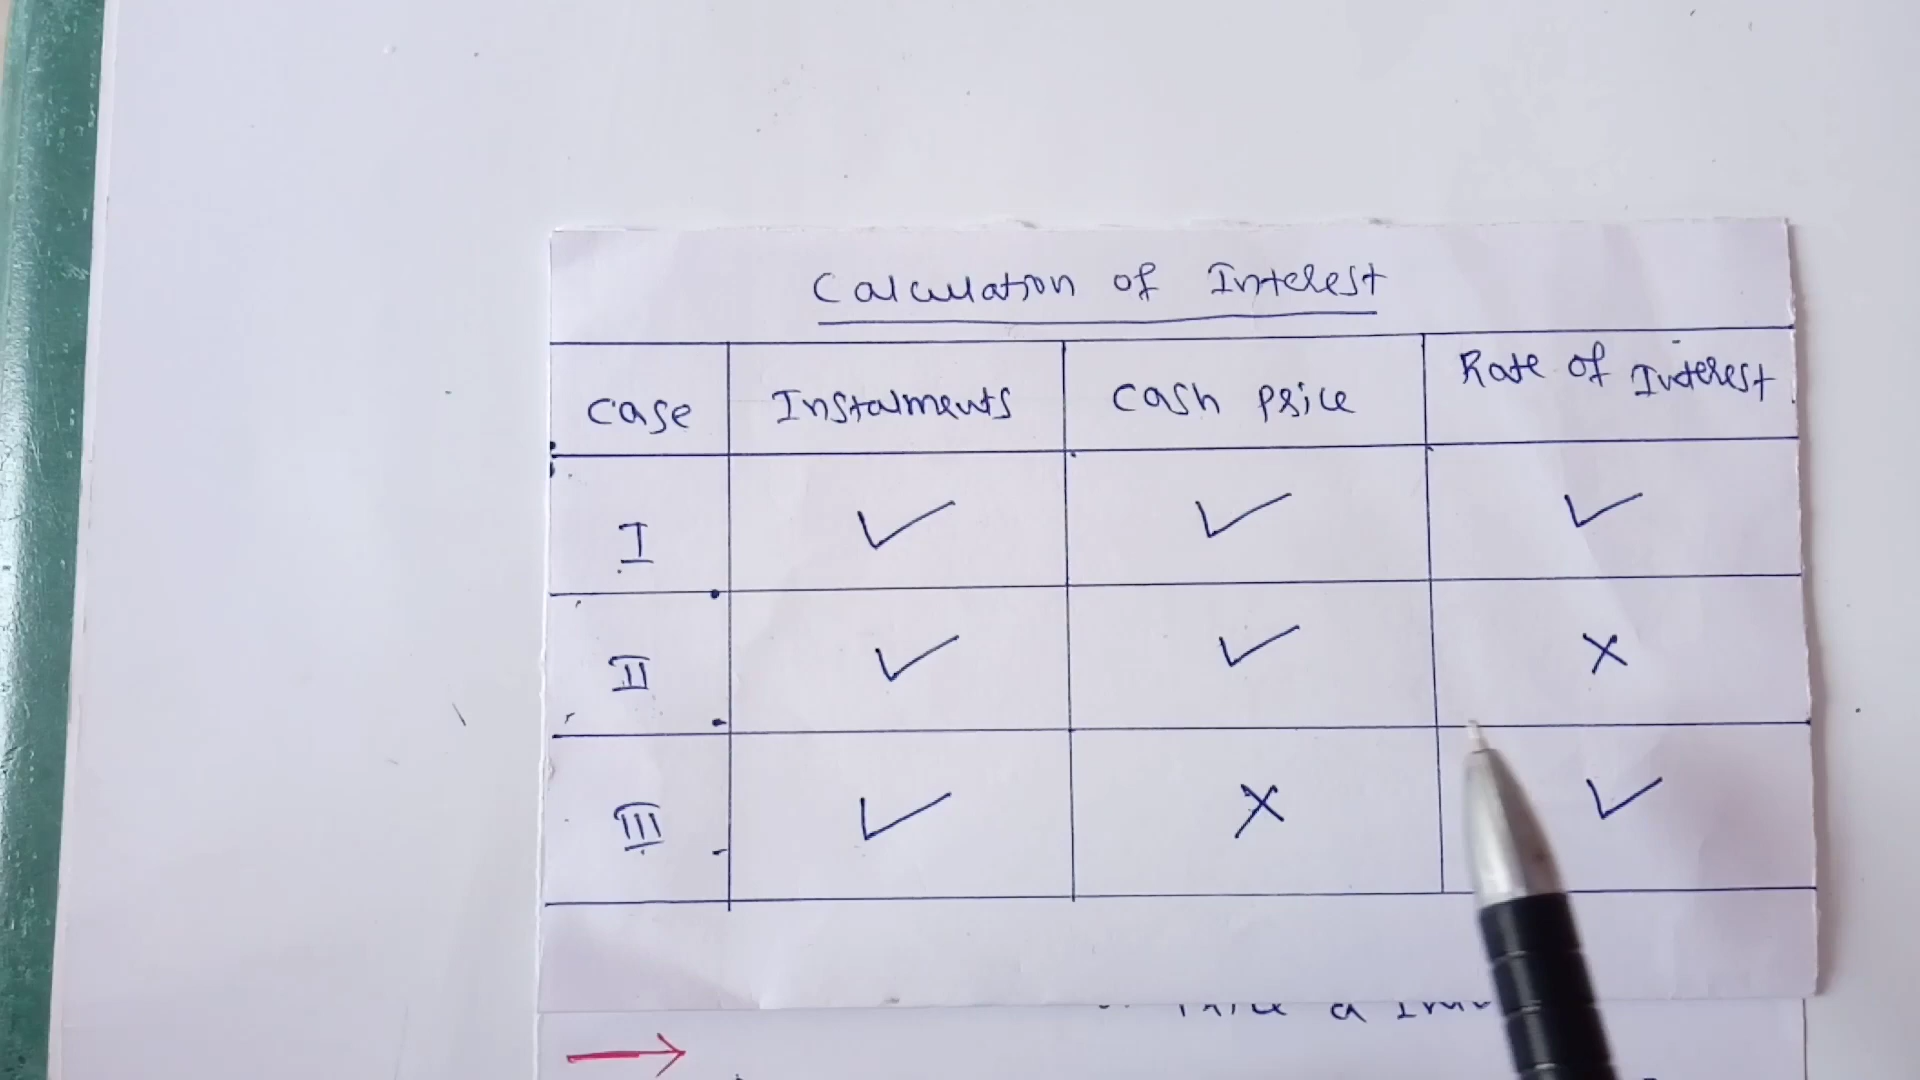 Calculation of Interest
Case Instalments Cash price Rate of Interest
I ✓ ✓ ✓
II ✓ ✓ ✗
III ✓ ✗ ✓